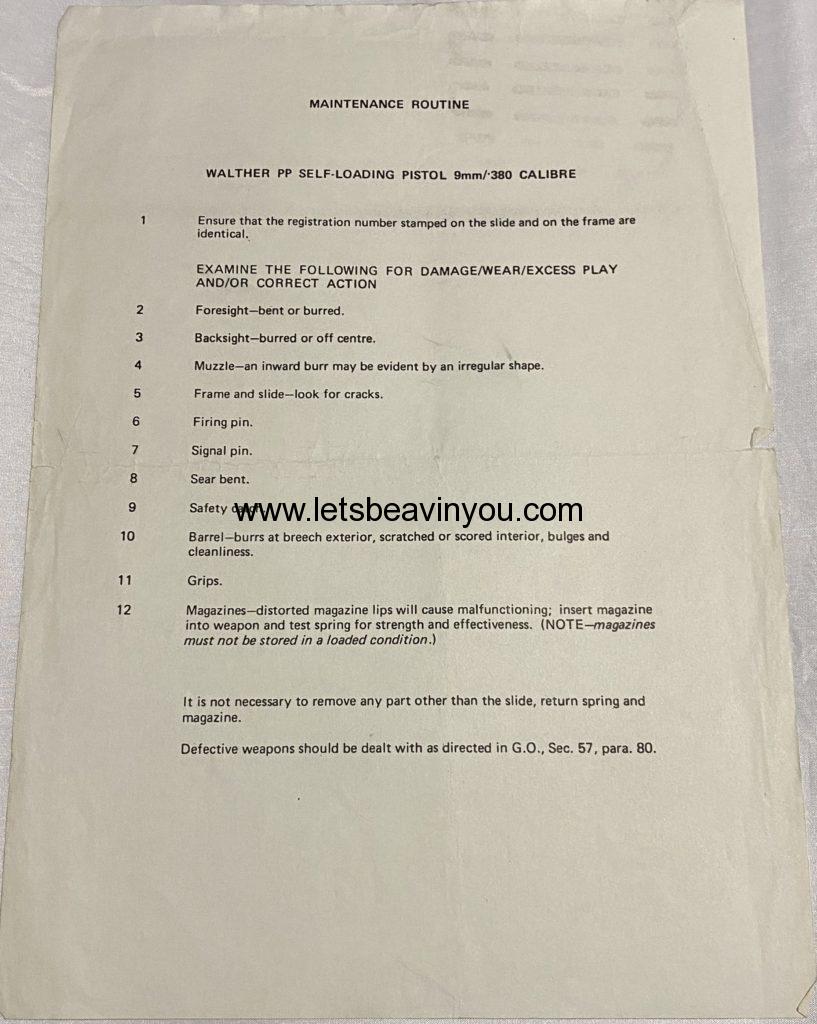 MAINTENANCE ROUTINE
WALTHER PP SELF-LOADING PISTOL 9mm/·380 CALIBRE
1 Ensure that the registration number stamped on the slide and on the frame are
identical.
EXAMINE THE FOLLOWING FOR DAMAGE/WEAR/EXCESS PLAY
AND/OR CORRECT ACTION
2 Foresight—bent or burred.
3 Backsight—burred or off centre.
4 Muzzle—an inward burr may be evident by an irregular shape.
5 Frame and slide—look for cracks.
6 Firing pin.
7 Signal pin.
8 Sear bent.
9 Safety
www.letsbeavinyou.com
10 Barrel—burrs at breech exterior, scratched or scored interior, bulges and
cleanliness.
11 Grips.
12 Magazines—distorted magazine lips will cause malfunctioning; insert magazine
into weapon and test spring for strength and effectiveness. (NOTE—magazines
must not be stored in a loaded condition.)
It is not necessary to remove any part other than the slide, return spring and
magazine.
Defective weapons should be dealt with as directed in G.O., Sec. 57, para. 80.